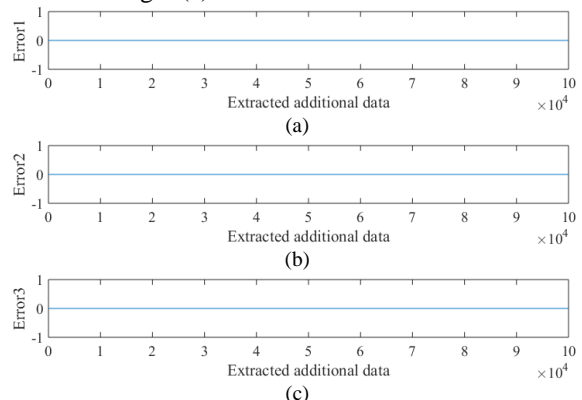 1
Error1
0
-1
0 1 2 3 4 5 6 7 8 9 10
Extracted additional data
×10^4
(a)
1
Error2
0
-1
0 1 2 3 4 5 6 7 8 9 10
Extracted additional data
×10^4
(b)
1
Error3
0
-1
0 1 2 3 4 5 6 7 8 9 10
Extracted additional data
×10^4
(c)